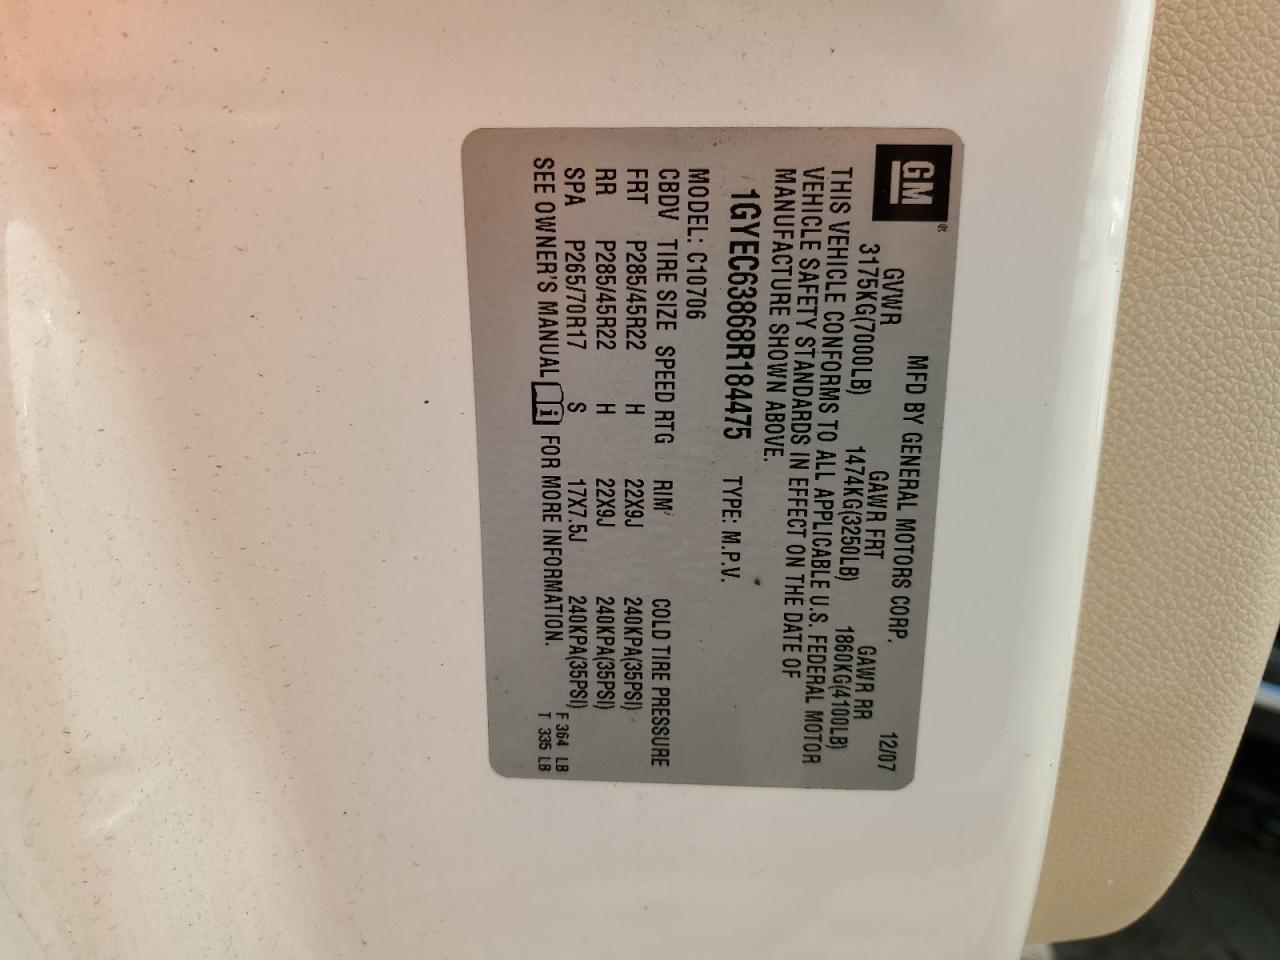 GM®
MFD BY GENERAL MOTORS CORP. 12/07
GVWR GAWR FRT GAWR RR
3175KG(7000LB) 1474KG(3250LB) 1860KG(4100LB)
THIS VEHICLE CONFORMS TO ALL APPLICABLE U.S. FEDERAL MOTOR
VEHICLE SAFETY STANDARDS IN EFFECT ON THE DATE OF
MANUFACTURE SHOWN ABOVE.
1GYEC63868R184475 TYPE: M.P.V.
MODEL: C10706
CBDV TIRE SIZE SPEED RTG RIM COLD TIRE PRESSURE
FRT P285/45R22 H 22X9J 240KPA(35PSI)
RR P285/45R22 H 22X9J 240KPA(35PSI)
SPA P265/70R17 S 17X7.5J 240KPA(35PSI)
SEE OWNER'S MANUAL i FOR MORE INFORMATION.
F 364 LB
T 335 LB